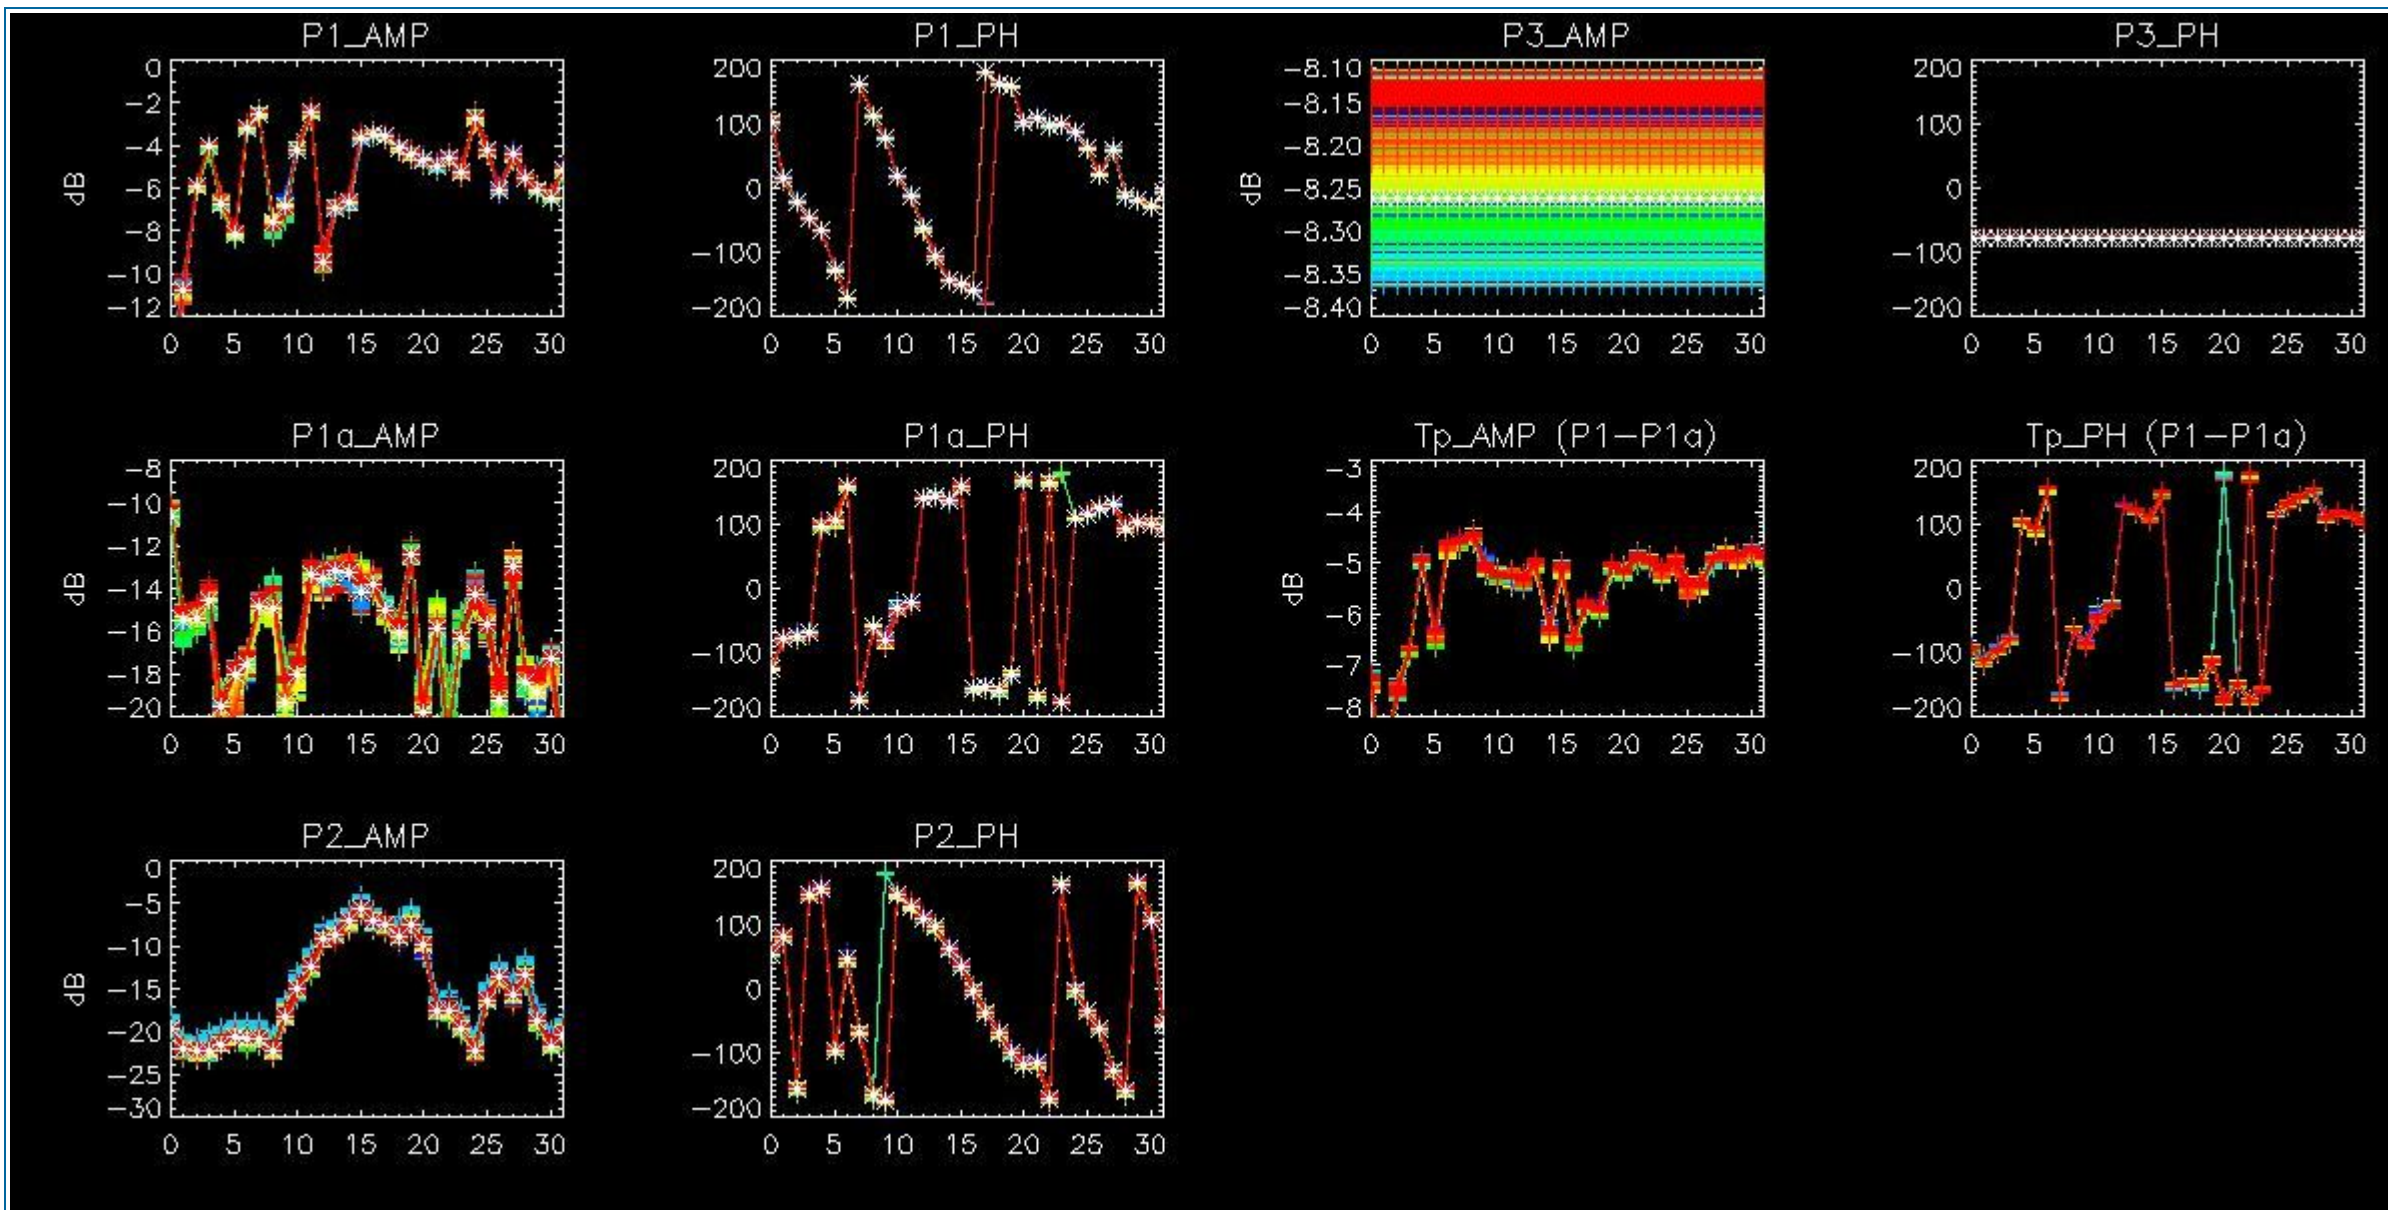 P1_AMP
0
−2
−4
−6
−8
−10
−12
dB
0 5 10 15 20 25 30
P1_PH
200
100
0
−100
−200
0 5 10 15 20 25 30
P3_AMP
−8.10
−8.15
−8.20
−8.25
−8.30
−8.35
−8.40
dB
0 5 10 15 20 25 30
P3_PH
200
100
0
−100
−200
0 5 10 15 20 25 30
P1a_AMP
−8
−10
−12
−14
−16
−18
−20
dB
0 5 10 15 20 25 30
P1a_PH
200
100
0
−100
−200
0 5 10 15 20 25 30
Tp_AMP (P1−P1a)
−3
−4
−5
−6
−7
−8
dB
0 5 10 15 20 25 30
Tp_PH (P1−P1a)
200
100
0
−100
−200
0 5 10 15 20 25 30
P2_AMP
0
−5
−10
−15
−20
−25
−30
dB
0 5 10 15 20 25 30
P2_PH
200
100
0
−100
−200
0 5 10 15 20 25 30